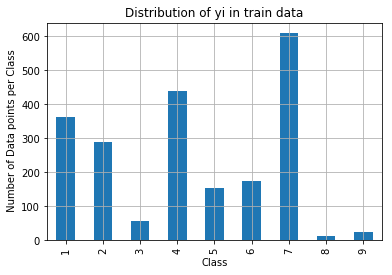 Distribution of yi in train data
Number of Data points per Class
600
500
400
300
200
100
0
1 2 3 4 5 6 7 8 9
Class